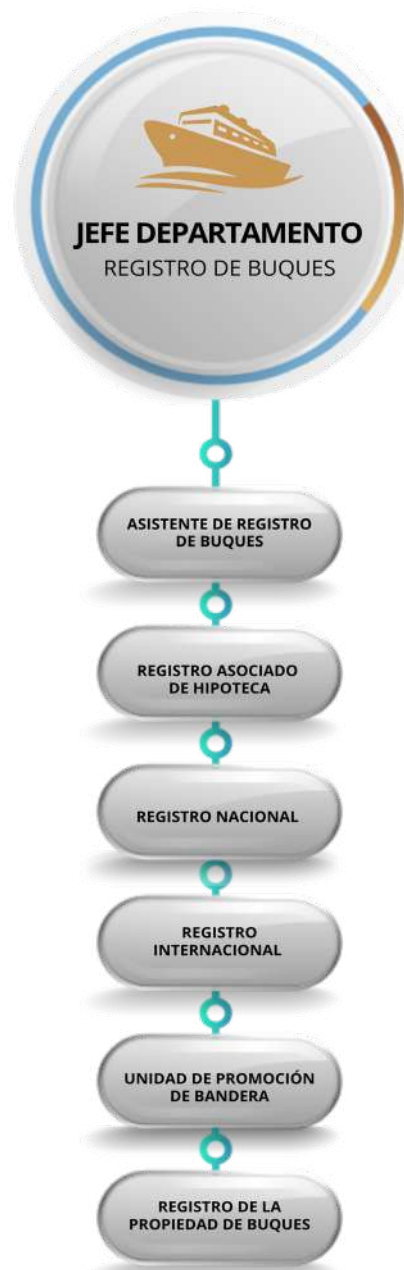 JEFE DEPARTAMENTO
REGISTRO DE BUQUES
ASISTENTE DE REGISTRO
DE BUQUES
REGISTRO ASOCIADO
DE HIPOTECA
REGISTRO NACIONAL
REGISTRO
INTERNACIONAL
UNIDAD DE PROMOCIÓN
DE BANDERA
REGISTRO DE LA
PROPIEDAD DE BUQUES